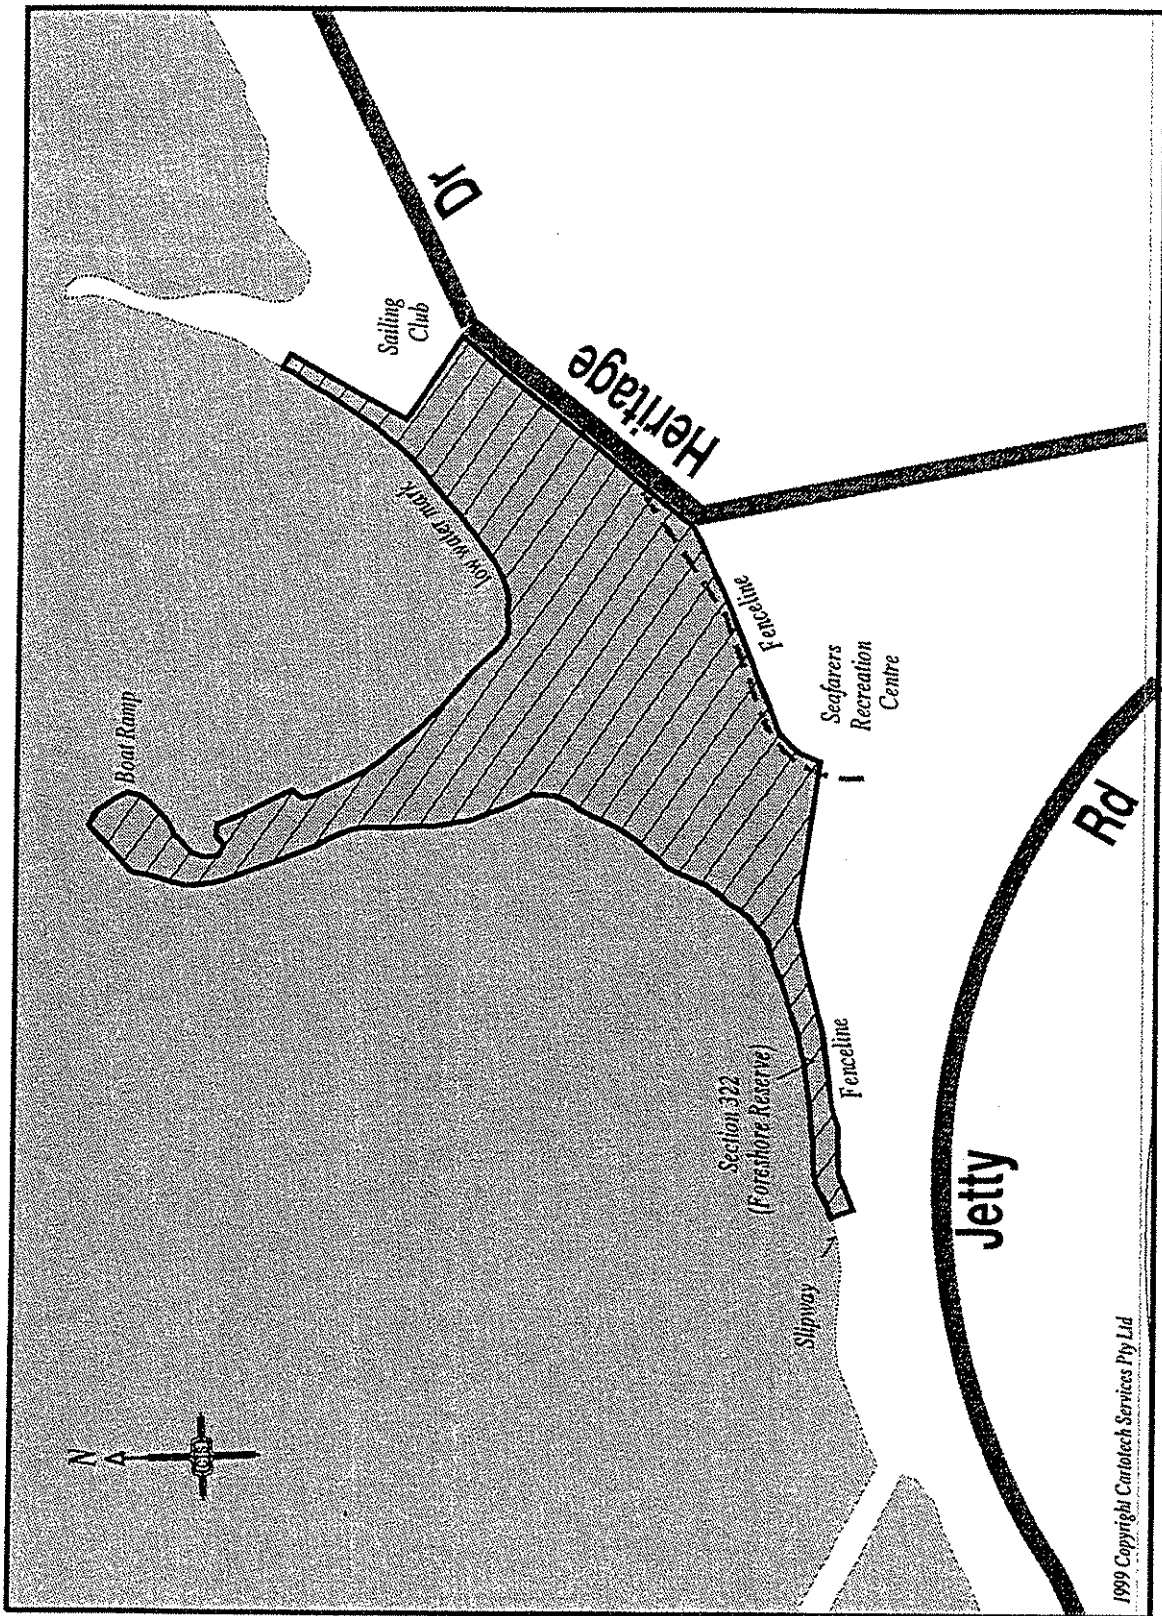 N
CTS
Boat Ramp
Sailing
Club
Dr
low water mark
Heritage
Fenceline
Seafarers
Recreation
Centre
Section 322
(Foreshore Reserve)
Fenceline
Slipway
Jetty
Rd
1999 Copyright Cartotech Services Pty Ltd